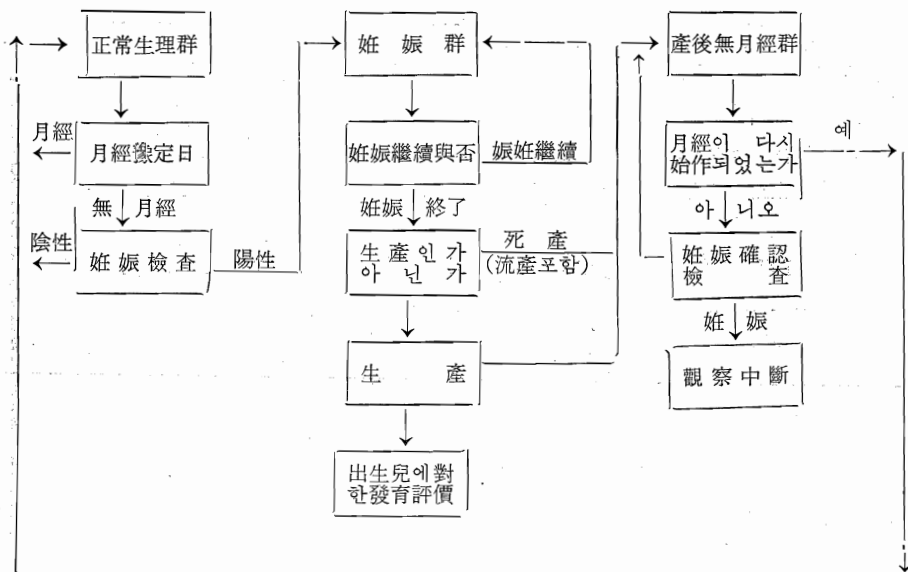 正常生理群
月經
月經豫定日
無 月經
陰性
姙娠檢査
陽性
姙娠群
姙娠繼續與否
娠姙繼續
姙娠 終了
生產인가
아닌가
死產
(流產포함)
生產
出生兒에對
한發育評價
產後無月經群
月經이 다시
始作되었는가
예
아니오
姙娠確認
檢査
姙娠
觀察中斷